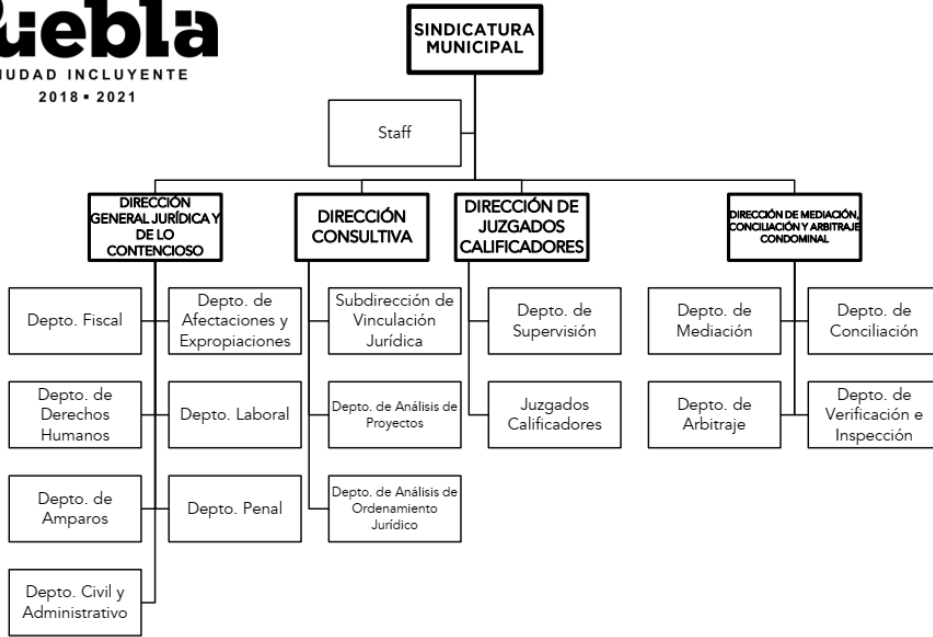 Puebla
CIUDAD INCLUYENTE
2018 ▪ 2021
SINDICATURA
MUNICIPAL
Staff
DIRECCIÓN
GENERAL JURÍDICA Y
DE LO
CONTENCIOSO
DIRECCIÓN
CONSULTIVA
DIRECCIÓN DE
JUZGADOS
CALIFICADORES
DIRECCIÓN DE MEDIACIÓN,
CONCILIACIÓN Y ARBITRAJE
CONDOMINAL
Depto. Fiscal
Depto. de
Afectaciones y
Expropiaciones
Subdirección de
Vinculación
Jurídica
Depto. de
Supervisión
Depto. de
Mediación
Depto. de
Conciliación
Depto. de
Derechos
Humanos
Depto. Laboral
Depto. de Análisis de
Proyectos
Juzgados
Calificadores
Depto. de
Arbitraje
Depto. de
Verificación e
Inspección
Depto. de
Amparos
Depto. Penal
Depto. de Análisis de
Ordenamiento
Jurídico
Depto. Civil y
Administrativo